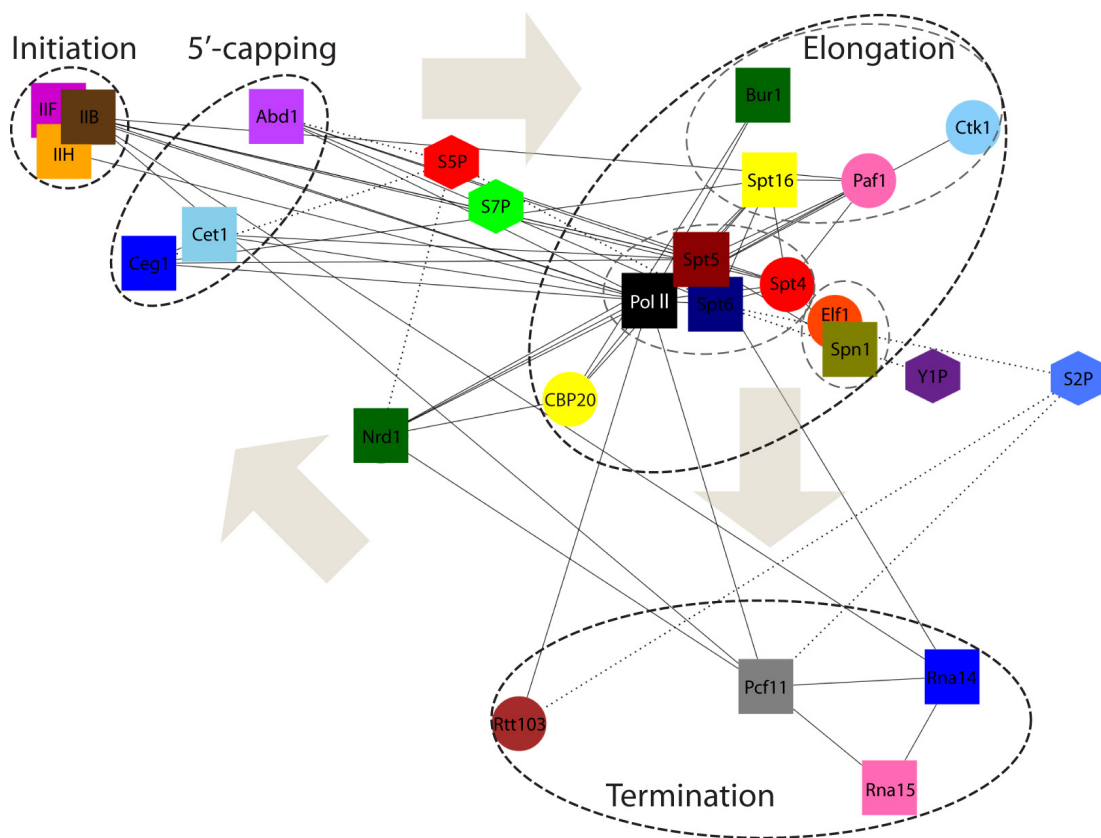 Initiation
5′-capping
Elongation
IIF
IIB
IIH
Abd1
Bur1
Ctk1
S5P
Spt16
Paf1
S7P
Cet1
Ceg1
Spt5
Spt4
Pol II
Spt6
Elf1
Spn1
Y1P
S2P
CBP20
Nrd1
Pcf11
Rna14
Rtt103
Rna15
Termination